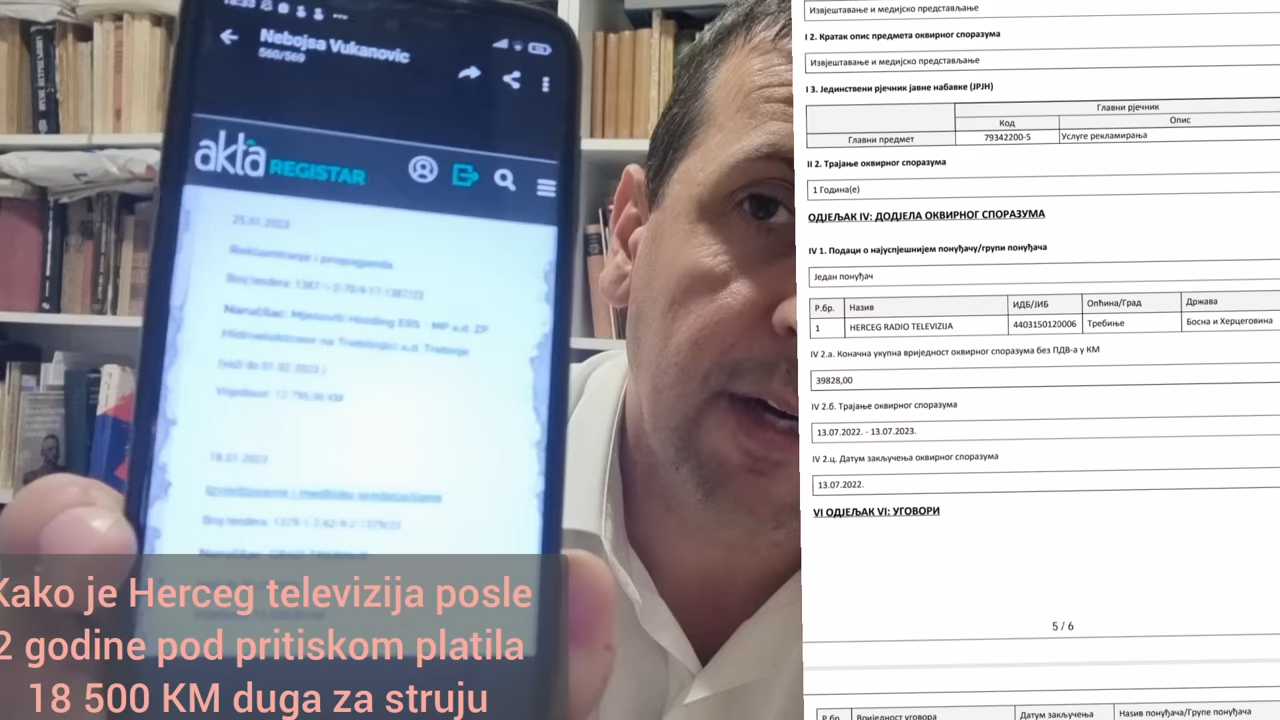 Nebojsa Vukanovic
560/569
akta REGISTAR
25.01.2023
Reklamiranje i propaganda
(važi do 01.02.2023 )
18.01.2023
Kako je Herceg televizija posle
2 godine pod pritiskom platila
18 500 KM duga za struju
Извјештавање и медијско представљање
I 2. Кратак опис предмета оквирног споразума
Извјештавање и медијско представљање
I 3. Јединствени рјечник јавне набавке (ЈРЈН)
Главни рјечник
Код Опис
Главни предмет 79342200-5 Услуге рекламирања
II 2. Трајање оквирног споразума
1 Година(е)
ОДЈЕЉАК IV: ДОДЈЕЛА ОКВИРНОГ СПОРАЗУМА
IV 1. Подаци о најуспјешнијем понуђачу/групи понуђача
Један понуђач
Р.бр. Назив ИДБ/ЈИБ Општина/Град Држава
1 HERCEG RADIO TELEVIZIJA 4403150120006 Требиње Босна и Херцеговина
IV 2.а. Коначна укупна вриједност оквирног споразума без ПДВ-а у КМ
39828,00
IV 2.б. Трајање оквирног споразума
13.07.2022. - 13.07.2023.
IV 2.ц. Датум закључења оквирног споразума
13.07.2022.
VI ОДЈЕЉАК VI: УГОВОРИ
5 / 6
Р.бр. Вриједност уговора Датум закључења Назив понуђача/Групе понуђача